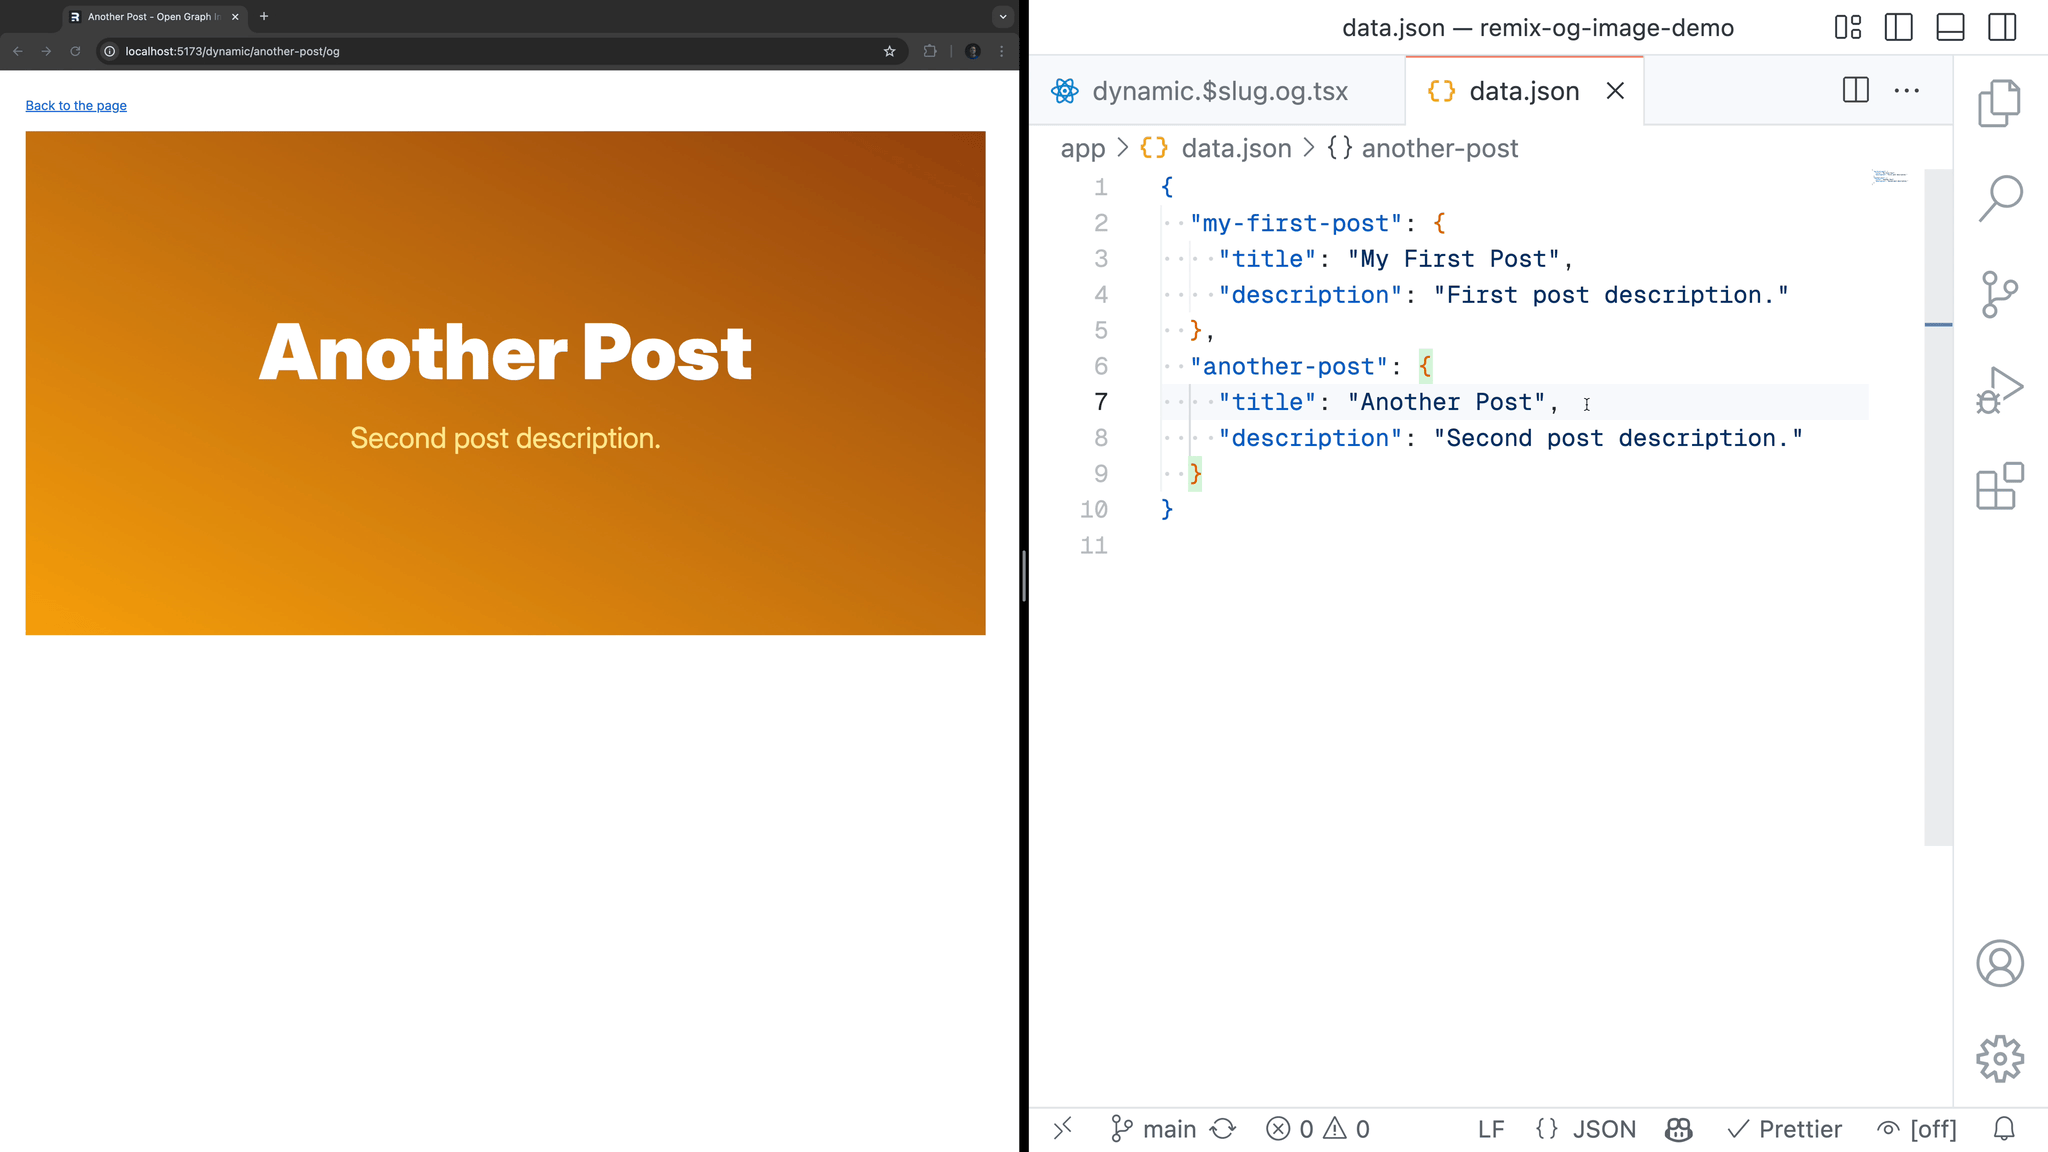 Another Post - Open Graph I
localhost:5173/dynamic/another-post/og
Back to the page
Another Post
Second post description.
data.json — remix-og-image-demo
dynamic.$slug.og.tsx
{} data.json
app > {} data.json > {} another-post
1 {
2 "my-first-post": {
3 "title": "My First Post",
4 "description": "First post description."
5 },
6 "another-post": {
7 "title": "Another Post",
8 "description": "Second post description."
9 }
10 }
11
main 0 0 LF {} JSON Prettier [off]